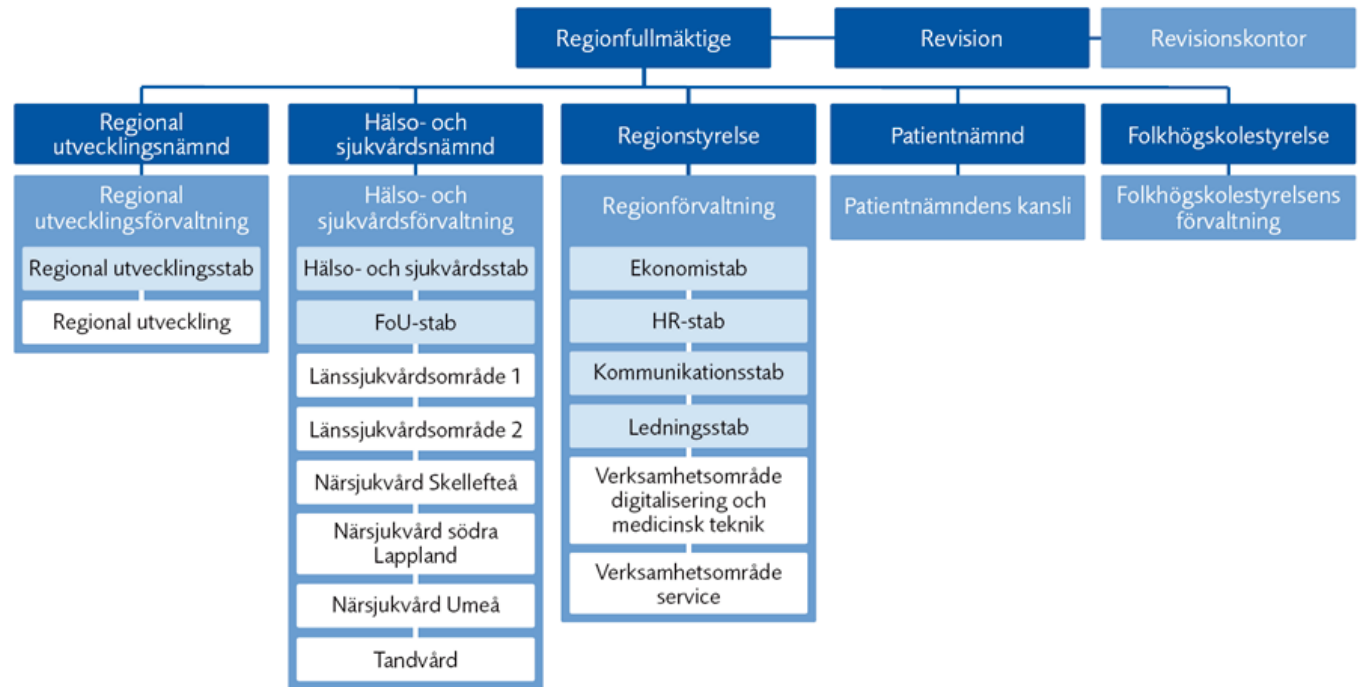 Regionfullmäktige
Revision
Revisionskontor
Regional
utvecklingsnämnd
Hälso- och
sjukvårdsnämnd
Regionstyrelse
Patientnämnd
Folkhögskolestyrelse
Regional
utvecklingsförvaltning
Regional utvecklingsstab
Regional utveckling
Hälso- och
sjukvårdsförvaltning
Hälso- och sjukvårdsstab
FoU-stab
Länssjukvårdsområde 1
Länssjukvårdsområde 2
Närsjukvård Skellefteå
Närsjukvård södra
Lappland
Närsjukvård Umeå
Tandvård
Regionförvaltning
Ekonomistab
HR-stab
Kommunikationsstab
Ledningsstab
Verksamhetsområde
digitalisering och
medicinsk teknik
Verksamhetsområde
service
Patientnämndens kansli
Folkhögskolestyrelsens
förvaltning